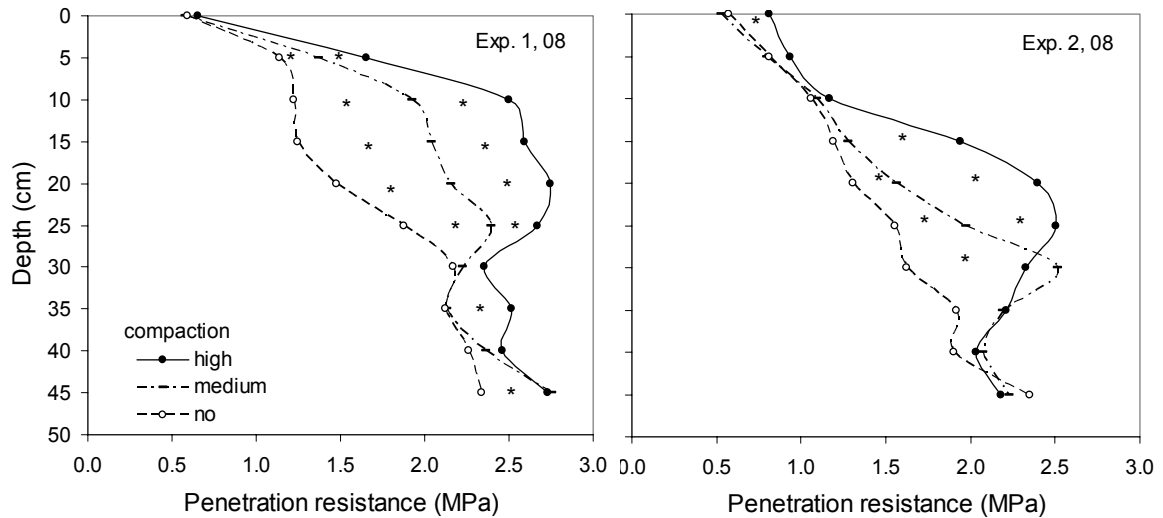 Exp. 1, 08
Depth (cm)
0
5
10
15
20
25
30
35
40
45
50
* *
* *
* *
* *
* *
*
*
compaction
high
medium
no
0.0 0.5 1.0 1.5 2.0 2.5 3.0
Penetration resistance (MPa)
Exp. 2, 08
*
*
* *
* *
*
0.0 0.5 1.0 1.5 2.0 2.5 3.0
Penetration resistance (MPa)